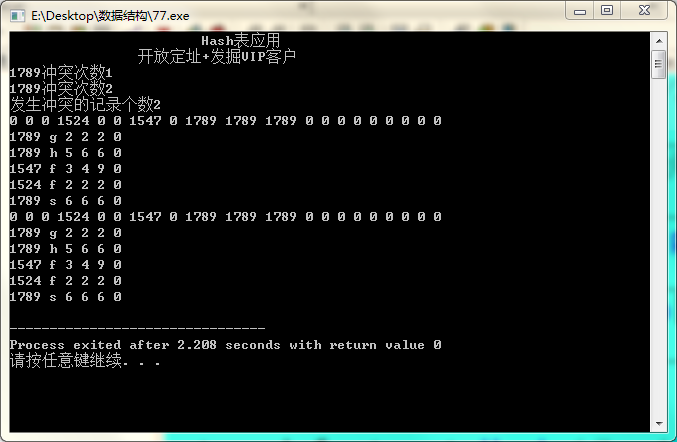 E:\Desktop\数据结构\77.exe
Hash表应用
开放定址+发掘VIP客户
1789冲突次数1
1789冲突次数2
发生冲突的记录个数2
0 0 0 1524 0 0 1547 0 1789 1789 1789 0 0 0 0 0 0 0 0 0
1789 g 2 2 2 0
1789 h 5 6 6 0
1547 f 3 4 9 0
1524 f 2 2 2 0
1789 s 6 6 6 0
0 0 0 1524 0 0 1547 0 1789 1789 1789 0 0 0 0 0 0 0 0 0
1789 g 2 2 2 0
1789 h 5 6 6 0
1547 f 3 4 9 0
1524 f 2 2 2 0
1789 s 6 6 6 0
--------------------------------
Process exited after 2.208 seconds with return value 0
请按任意键继续. . .